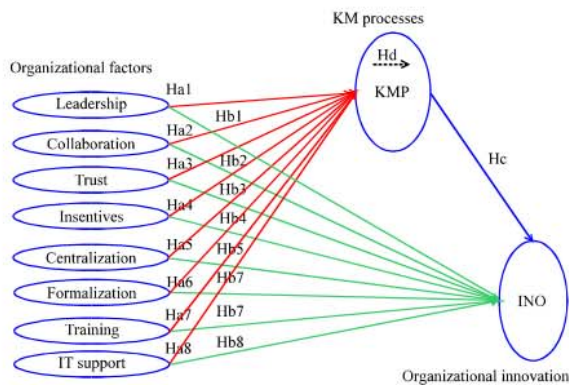 KM processes
Hd
KMP
Organizational factors
Leadership
Collaboration
Trust
Insentives
Centralization
Formalization
Training
IT support
Ha1
Ha2
Ha3
Ha4
Ha5
Ha6
Ha7
Ha8
Hb1
Hb2
Hb3
Hb4
Hb5
Hb7
Hb7
Hb8
Hc
INO
Organizational innovation